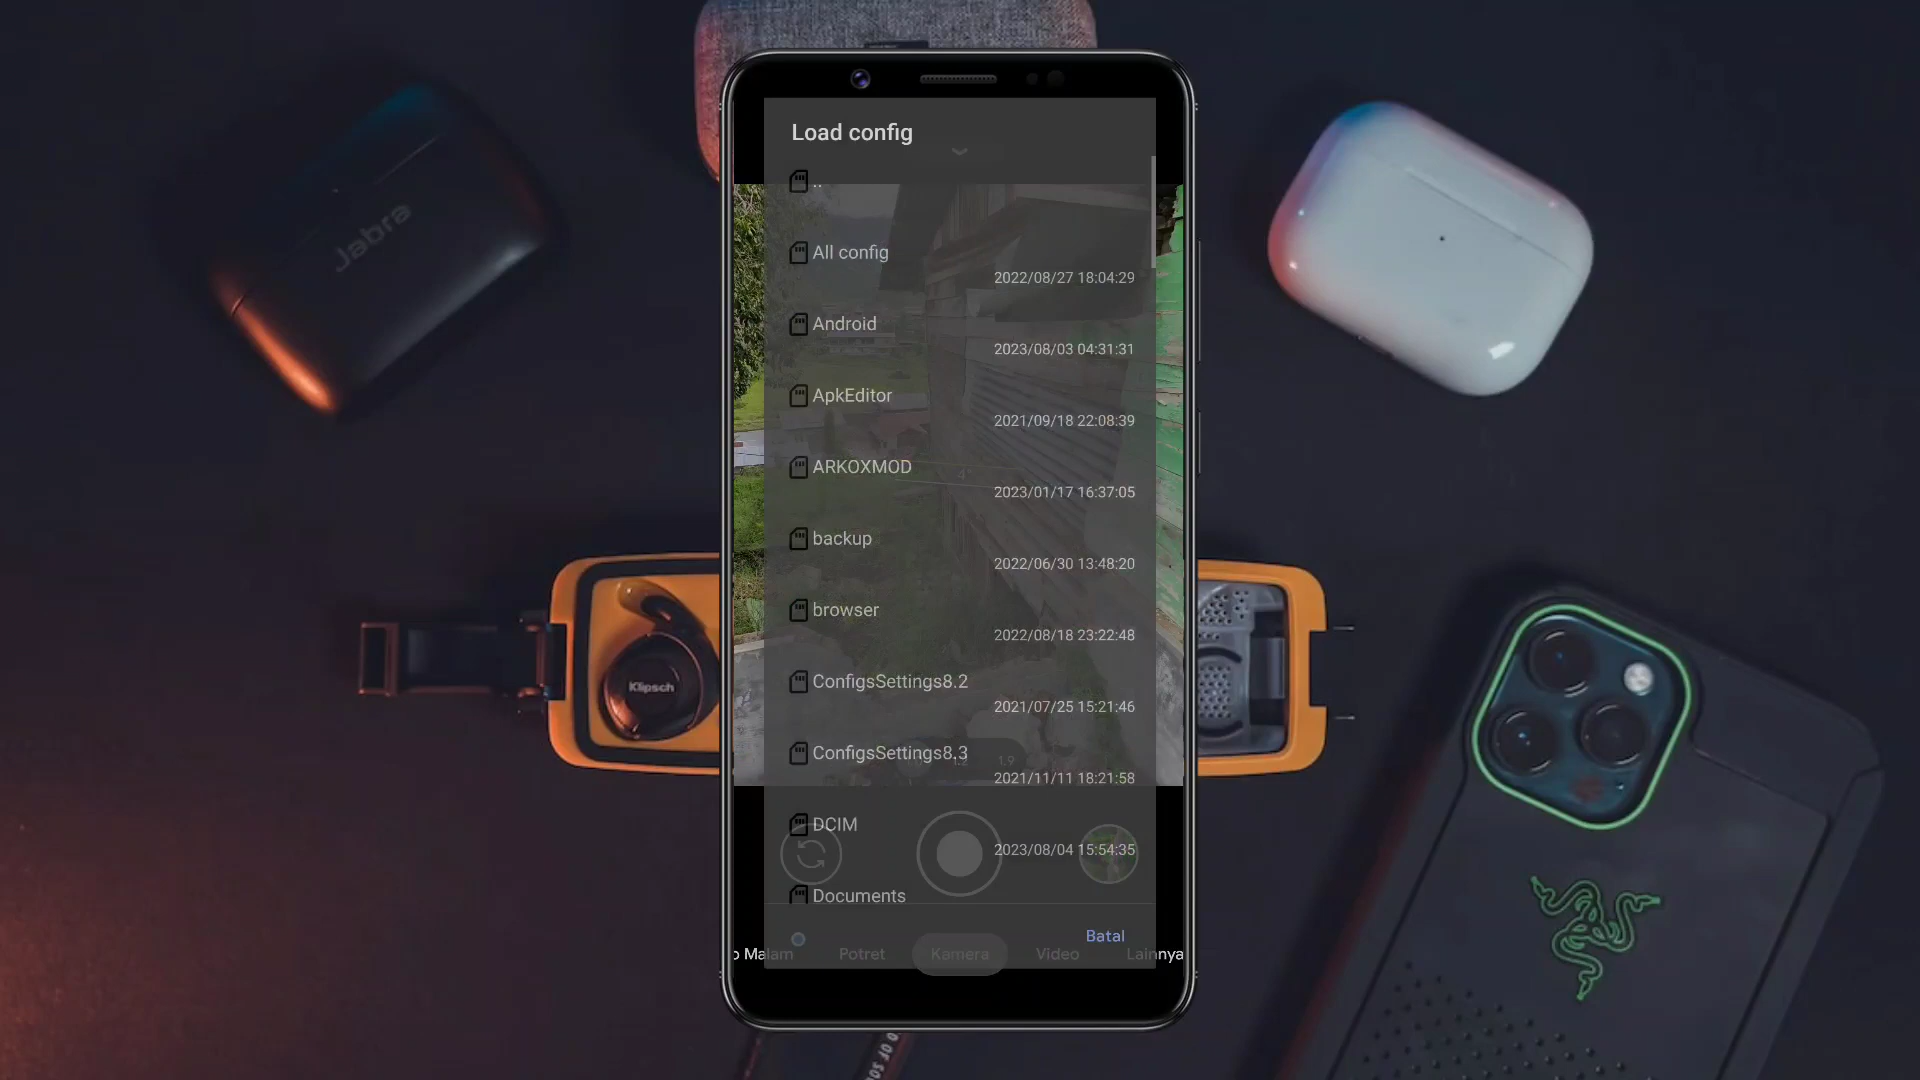 Load config
..
All config
2022/08/27 18:04:29
Android
2023/08/03 04:31:31
ApkEditor
2021/09/18 22:08:39
ARKOXMOD
2023/01/17 16:37:05
backup
2022/06/30 13:48:20
browser
2022/08/18 23:22:48
ConfigsSettings8.2
2021/07/25 15:21:46
ConfigsSettings8.3
1.9
2021/11/11 18:21:58
DCIM
2023/08/04 15:54:35
Documents
Batal
o Malam Potret Kamera Video Lainnya
Jabra
Klipsch